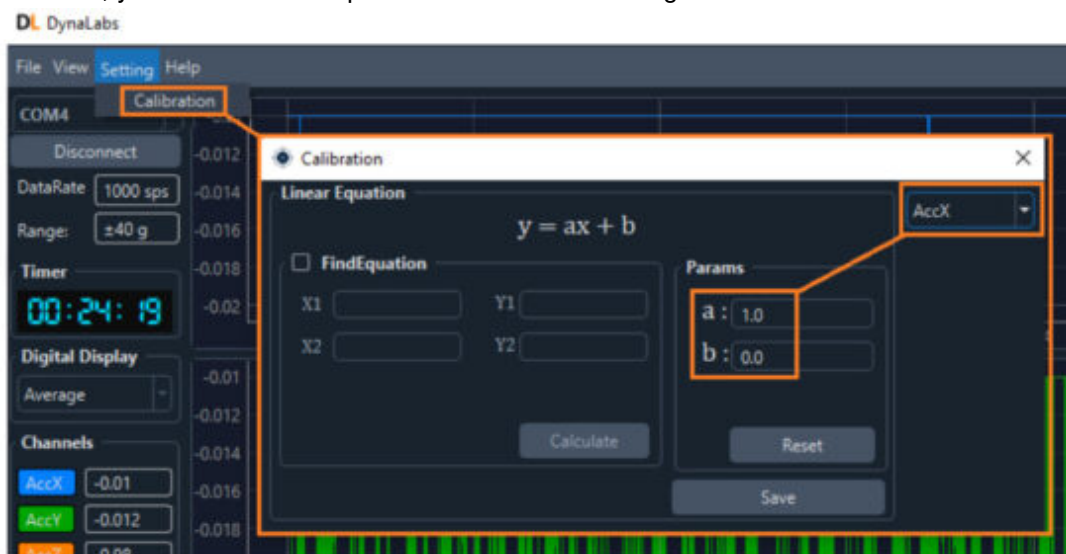 DL DynaLabs
File View Setting Help
Calibration
COM4
Disconnect
DataRate 1000 sps
Range: ±40 g
Timer
00:24:19
Digital Display
Average
Channels
AccX -0.01
AccY -0.012
-0.012
-0.014
-0.016
-0.018
-0.02
-0.01
-0.012
-0.014
-0.016
-0.018
Calibration
Linear Equation
y = ax + b
AccX
FindEquation
X1 Y1
X2 Y2
Calculate
Params
a : 1.0
b : 0.0
Reset
Save